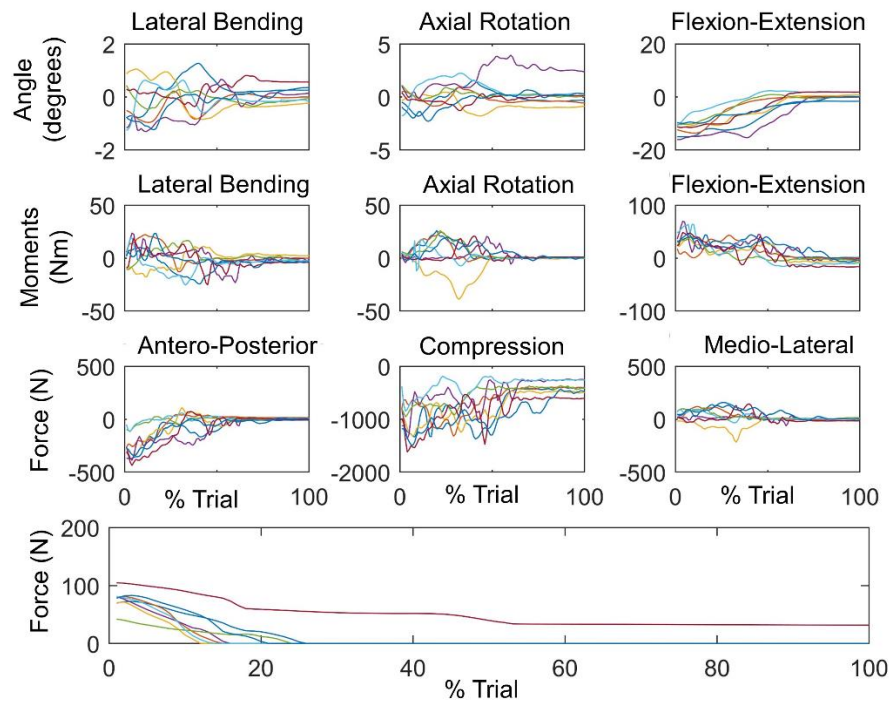 Lateral Bending Axial Rotation Flexion-Extension
Angle
(degrees)
2 5 20
0 0 0
-2 -5 -20
Lateral Bending Axial Rotation Flexion-Extension
Moments
(Nm)
50 50 100
0 0 0
-50 -50 -100
Antero-Posterior Compression Medio-Lateral
Force (N)
500 0 500
0 -1000 0
-500 -2000 -500
0 100 0 100 0 100
% Trial % Trial % Trial
Force (N)
200
100
0
0 20 40 60 80 100
% Trial